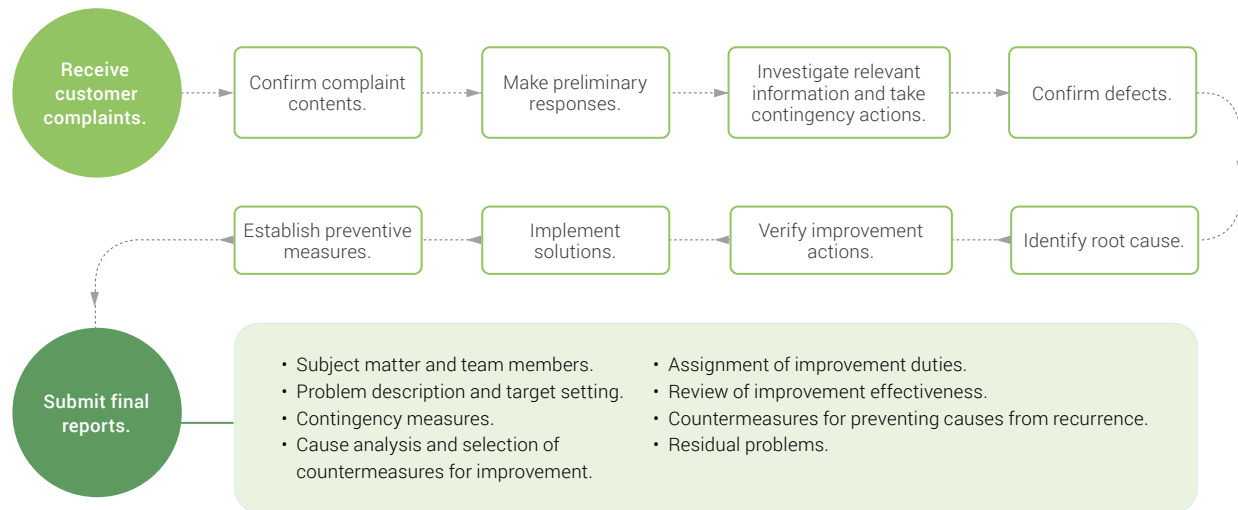 Receive
customer
complaints.
Confirm complaint
contents.
Make preliminary
responses.
Investigate relevant
information and take
contingency actions.
Confirm defects.
Identify root cause.
Verify improvement
actions.
Implement
solutions.
Establish preventive
measures.
Submit final
reports.
• Subject matter and team members.
• Problem description and target setting.
• Contingency measures.
• Cause analysis and selection of
countermeasures for improvement.
• Assignment of improvement duties.
• Review of improvement effectiveness.
• Countermeasures for preventing causes from recurrence.
• Residual problems.